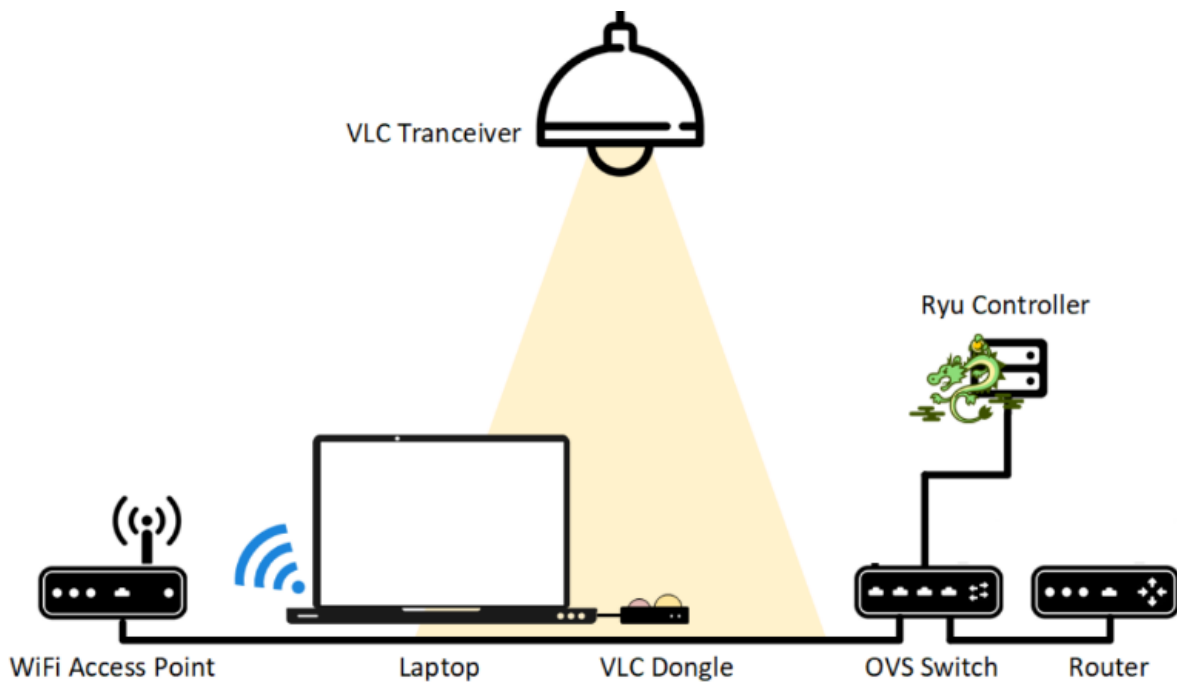 VLC Tranceiver
Ryu Controller
WiFi Access Point
Laptop
VLC Dongle
OVS Switch
Router